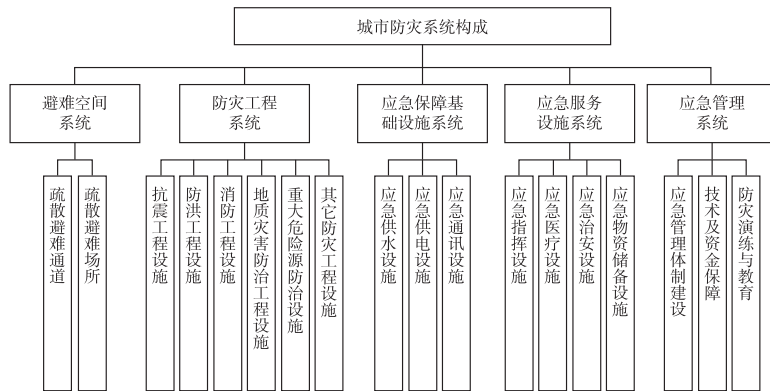 城市防灾系统构成
避难空间
系统
防灾工程
系统
应急保障基
础设施系统
应急服务
设施系统
应急管理
系统
疏散避难通道
疏散避难场所
抗震工程设施
防洪工程设施
消防工程设施
地质灾害防治工程设施
重大危险源防治设施
其它防灾工程设施
应急供水设施
应急供电设施
应急通讯设施
应急指挥设施
应急医疗设施
应急治安设施
应急物资储备设施
应急管理体制建设
技术及资金保障
防灾演练与教育